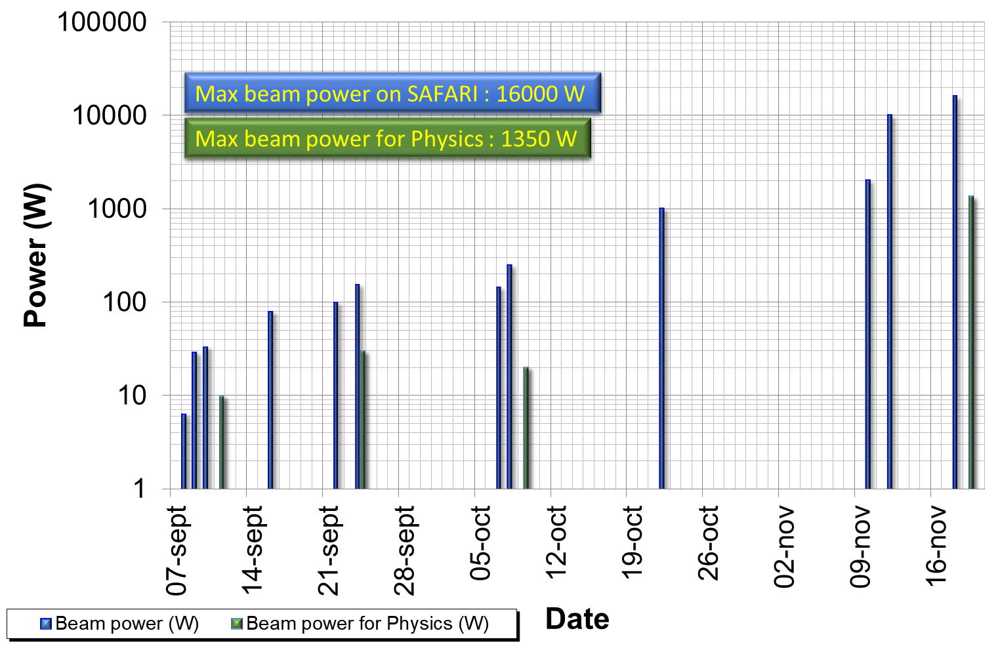 100000
10000
1000
100
10
1
Power (W)
Max beam power on SAFARI : 16000 W
Max beam power for Physics : 1350 W
07-sept
14-sept
21-sept
28-sept
05-oct
12-oct
19-oct
26-oct
02-nov
09-nov
16-nov
Beam power (W)
Beam power for Physics (W)
Date